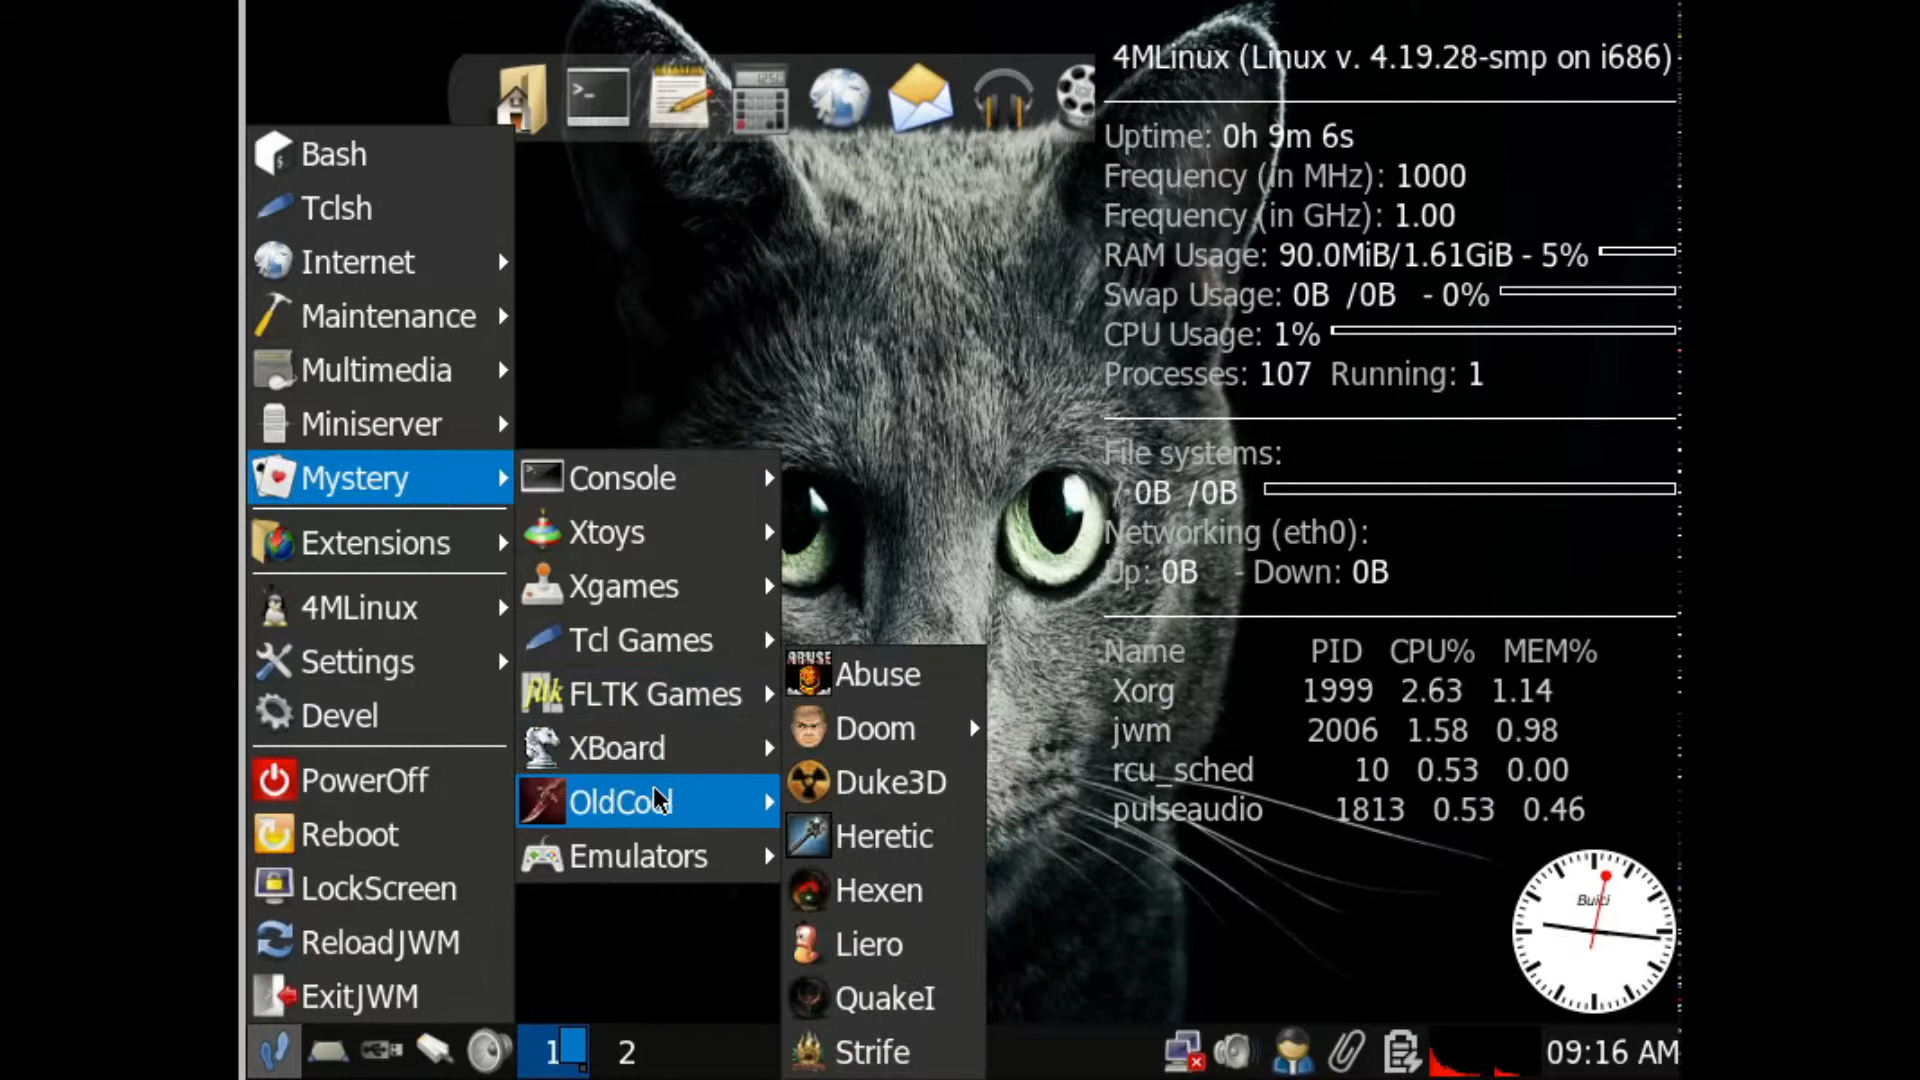 4MLinux (Linux v. 4.19.28-smp on i686)
Uptime: 0h 9m 6s
Frequency (in MHz): 1000
Frequency (in GHz): 1.00
RAM Usage: 90.0MiB/1.61GiB - 5%
Swap Usage: 0B /0B - 0%
CPU Usage: 1%
Processes: 107 Running: 1
File systems:
/ 0B /0B
Networking (eth0):
Up: 0B - Down: 0B
Name PID CPU% MEM%
Xorg 1999 2.63 1.14
jwm 2006 1.58 0.98
rcu_sched 10 0.53 0.00
pulseaudio 1813 0.53 0.46
Bash
Tclsh
Internet
Maintenance
Multimedia
Miniserver
Mystery
Extensions
4MLinux
Settings
Devel
PowerOff
Reboot
LockScreen
ReloadJWM
ExitJWM
Console
Xtoys
Xgames
Tcl Games
FLTK Games
XBoard
Emulators
ABUSE
Abuse
Doom
Duke3D
Heretic
Hexen
Liero
QuakeI
Strife
1
2
09:16 AM